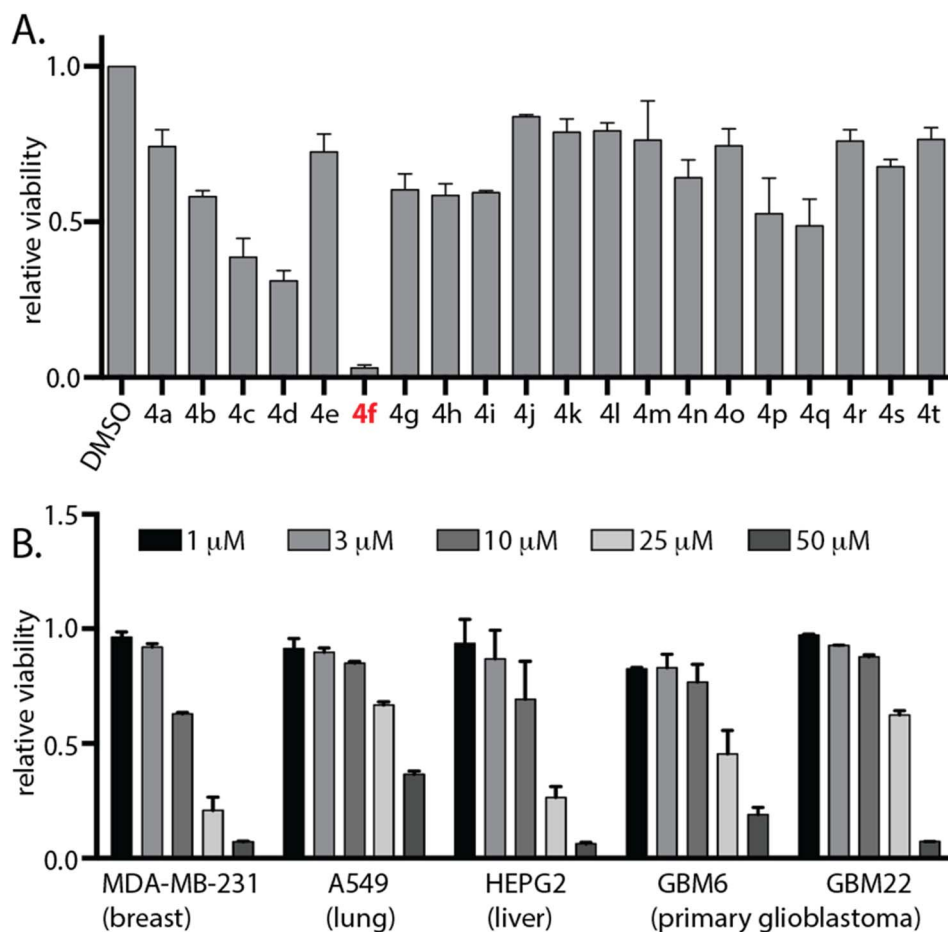 A.
relative viability
1.0
0.5
0.0
DMSO 4a 4b 4c 4d 4e 4f 4g 4h 4i 4j 4k 4l 4m 4n 4o 4p 4q 4r 4s 4t
B.
relative viability
1.5
1.0
0.5
0.0
1 μM 3 μM 10 μM 25 μM 50 μM
MDA-MB-231 A549 HEPG2 GBM6 GBM22
(breast) (lung) (liver) (primary glioblastoma)